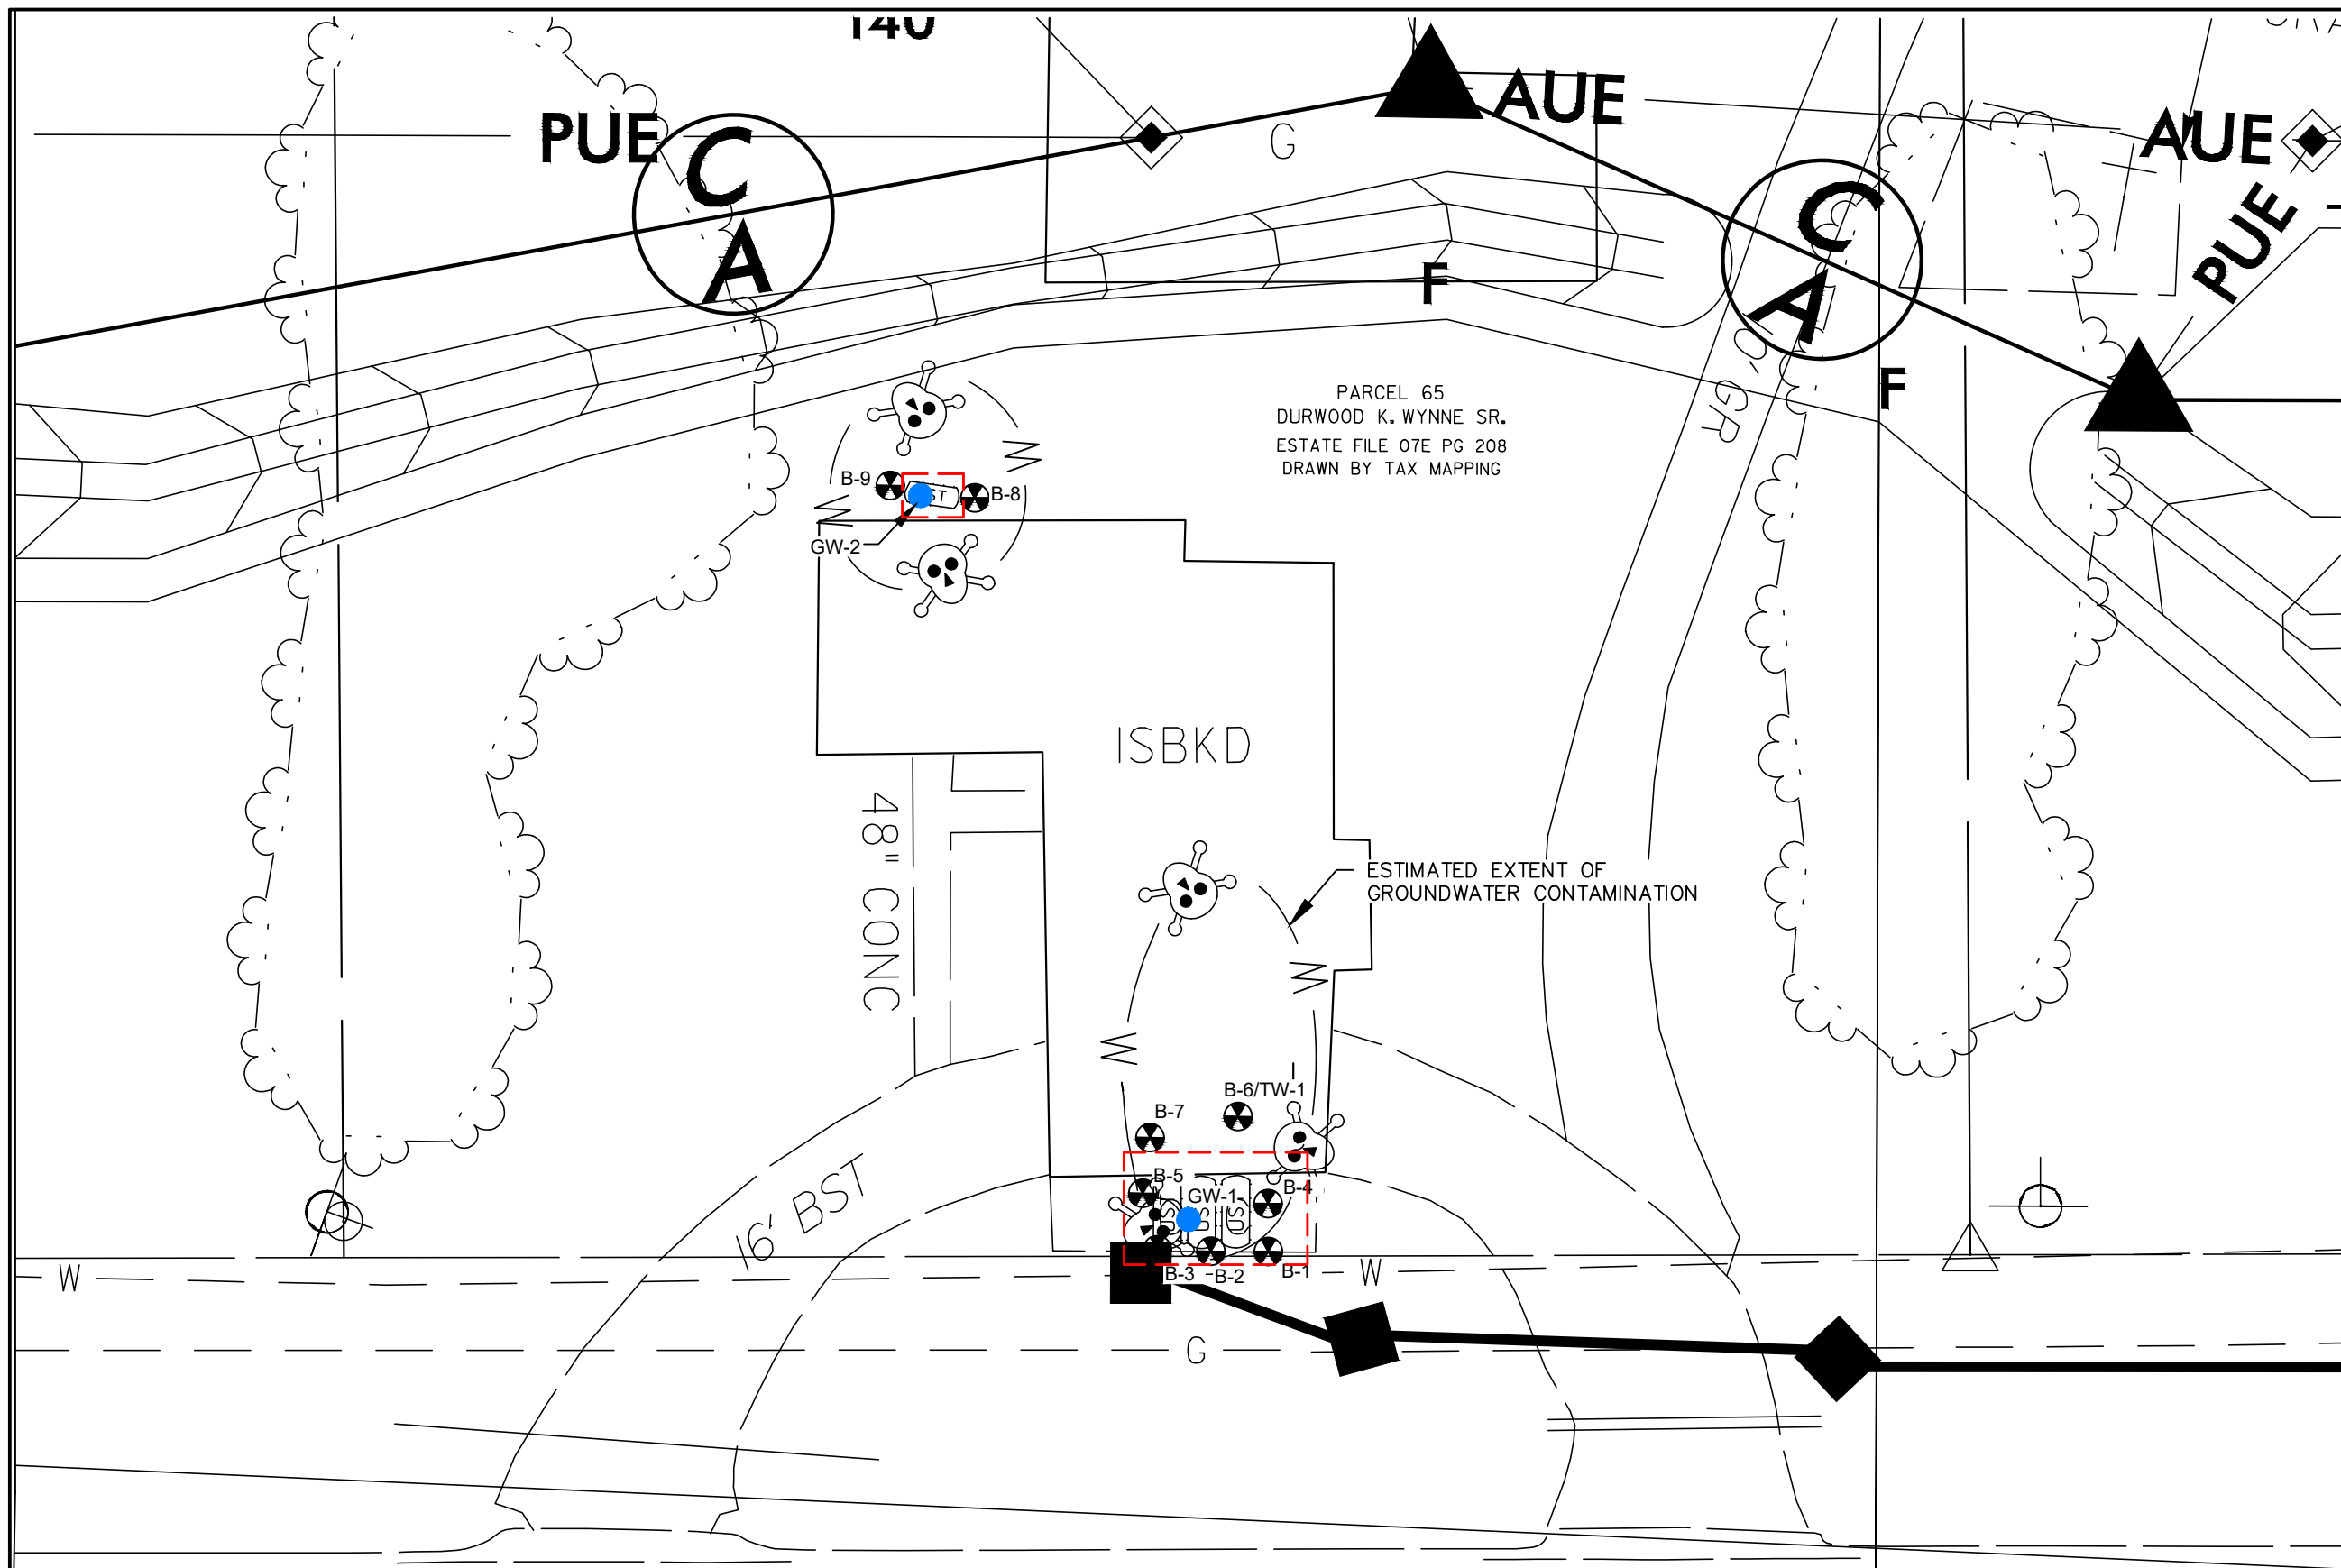 140
PUE
C
A
G
AUE
AUE
PUE
C
A
F
F
PARCEL 65
DURWOOD K. WYNNE SR.
ESTATE FILE 07E PG 208
DRAWN BY TAX MAPPING
GR
W
W
B-9
B-8
GW-2
1SBKD
48" CONC
ESTIMATED EXTENT OF
GROUNDWATER CONTAMINATION
W
W
B-6/TW-1
B-7
B-5
GW-1
B-4
UST
16' BST
B-3
B-2
B-1
W
W
G